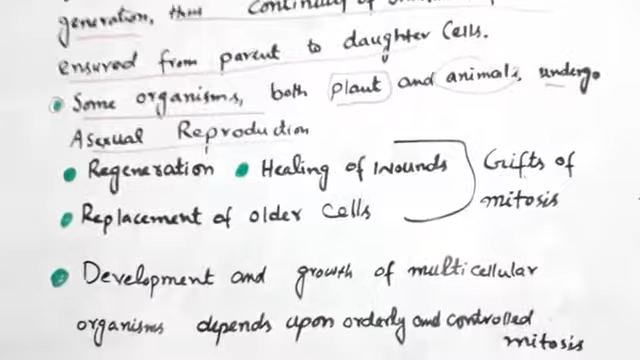 generation, thus Continuity of
ensured from parent to daughter Cells.
Some organisms, both plant and animals, undergo
Asexual Reproduction
Regeneration Healing of Wounds
Replacement of older Cells
Gifts of
mitosis
Development and growth of multicellular
organisms depends upon orderly and controlled
mitosis